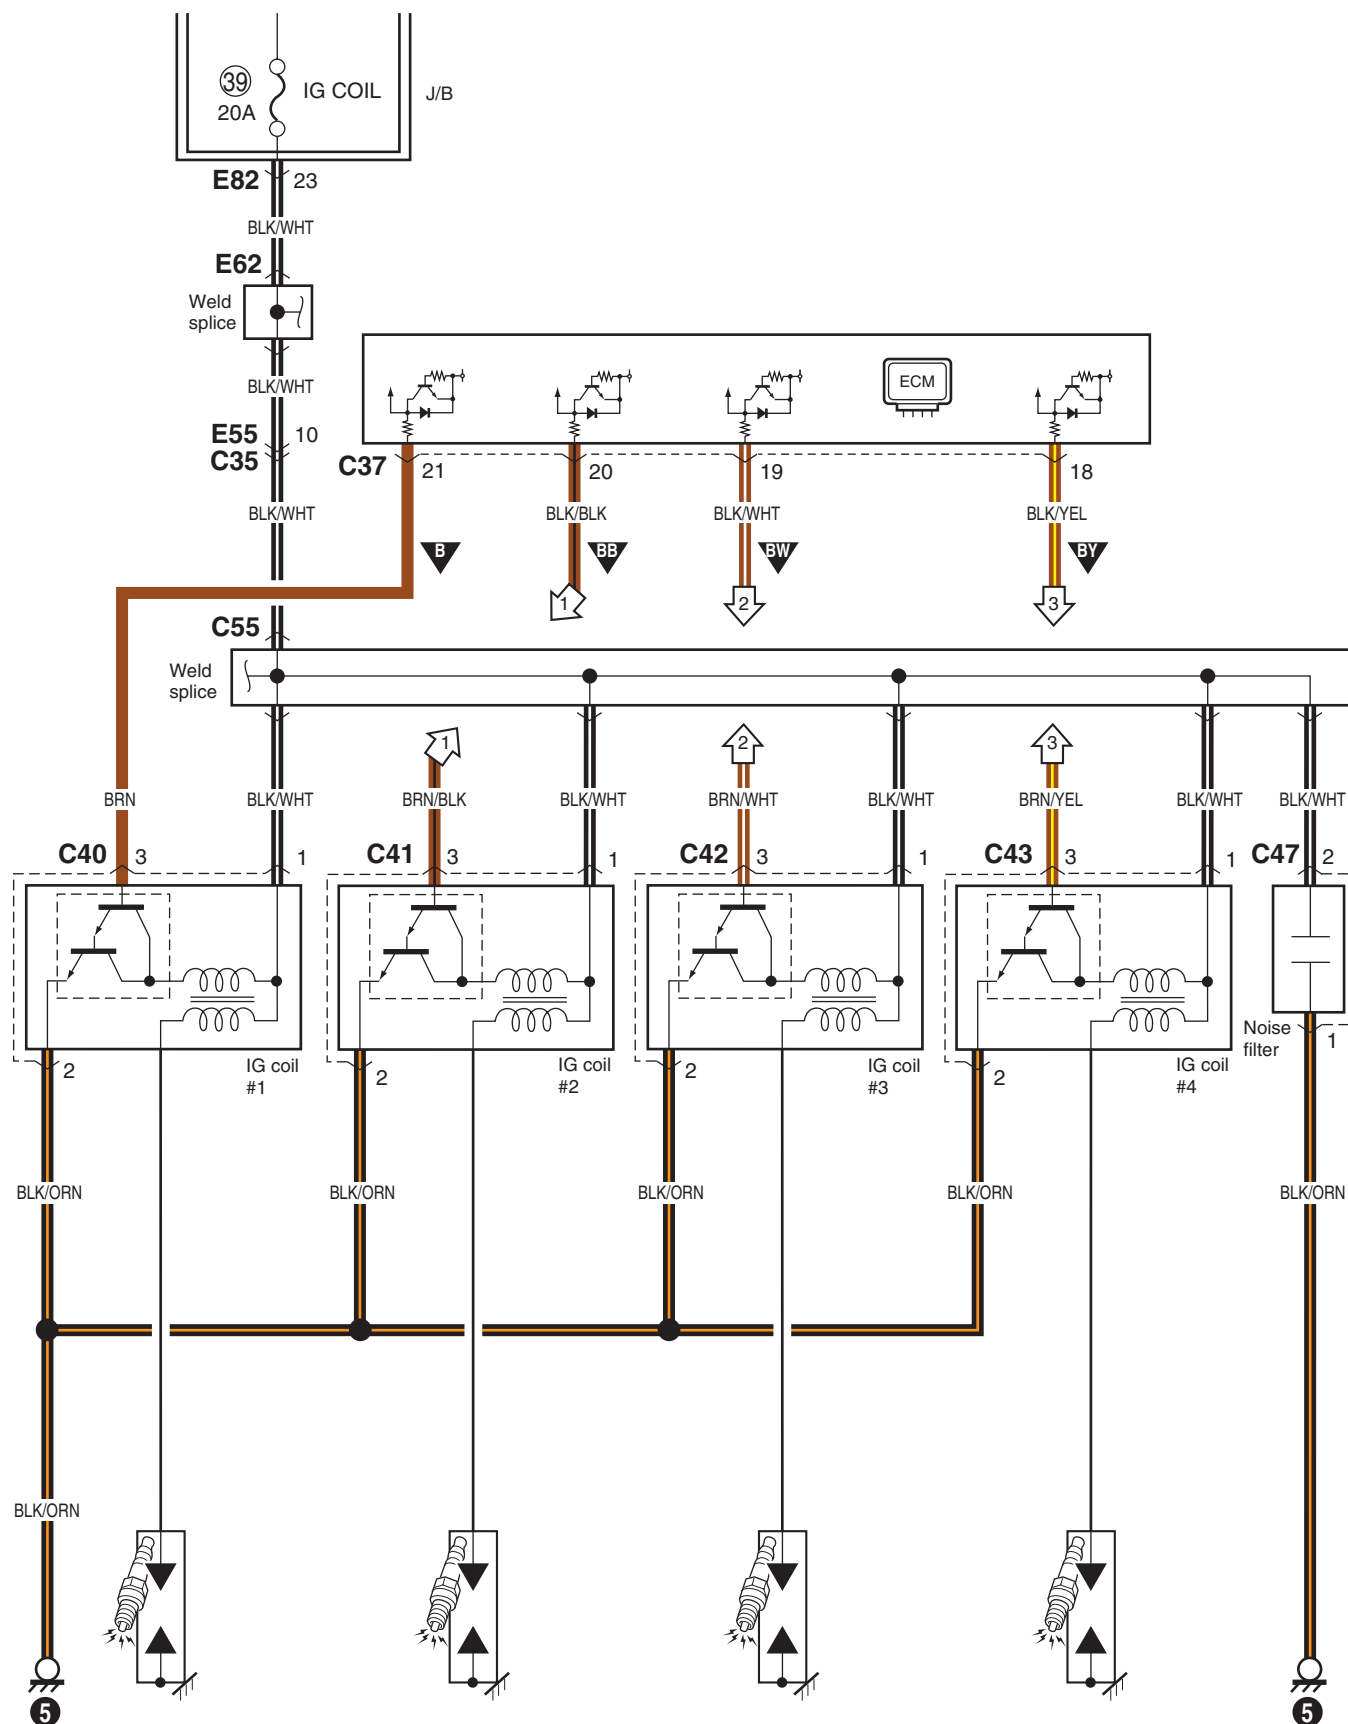 39
20A
IG COIL
J/B
E82 23
BLK/WHT
E62
Weld
splice
BLK/WHT
E55 10
C35
BLK/WHT
ECM
C37 21 20 19 18
BLK/BLK BLK/WHT BLK/YEL
B BB BW BY
1 2 3
C55
Weld
splice
1 2 3
BRN BLK/WHT BRN/BLK BLK/WHT BRN/WHT BLK/WHT BRN/YEL BLK/WHT BLK/WHT
C40 3 1 C41 3 1 C42 3 1 C43 3 1 C47 2
Noise
filter
1
2 IG coil
#1
2 IG coil
#2
2 IG coil
#3
2 IG coil
#4
BLK/ORN BLK/ORN BLK/ORN BLK/ORN BLK/ORN
BLK/ORN
5 5